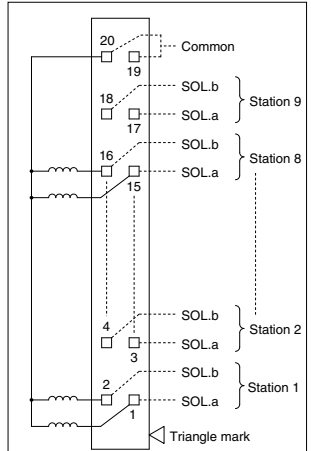 20
Common
19
SOL.b
18
Station 9
SOL.a
17
SOL.b
16
Station 8
SOL.a
15
SOL.b
4
Station 2
SOL.a
3
SOL.b
2
Station 1
SOL.a
1
Triangle mark